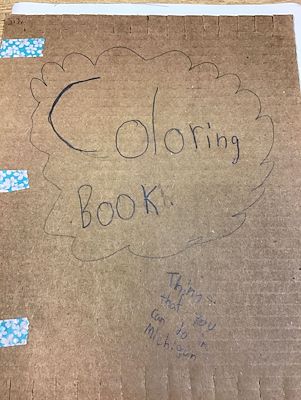 Coloring
BOOK
Things
that you
can do in
Michigan